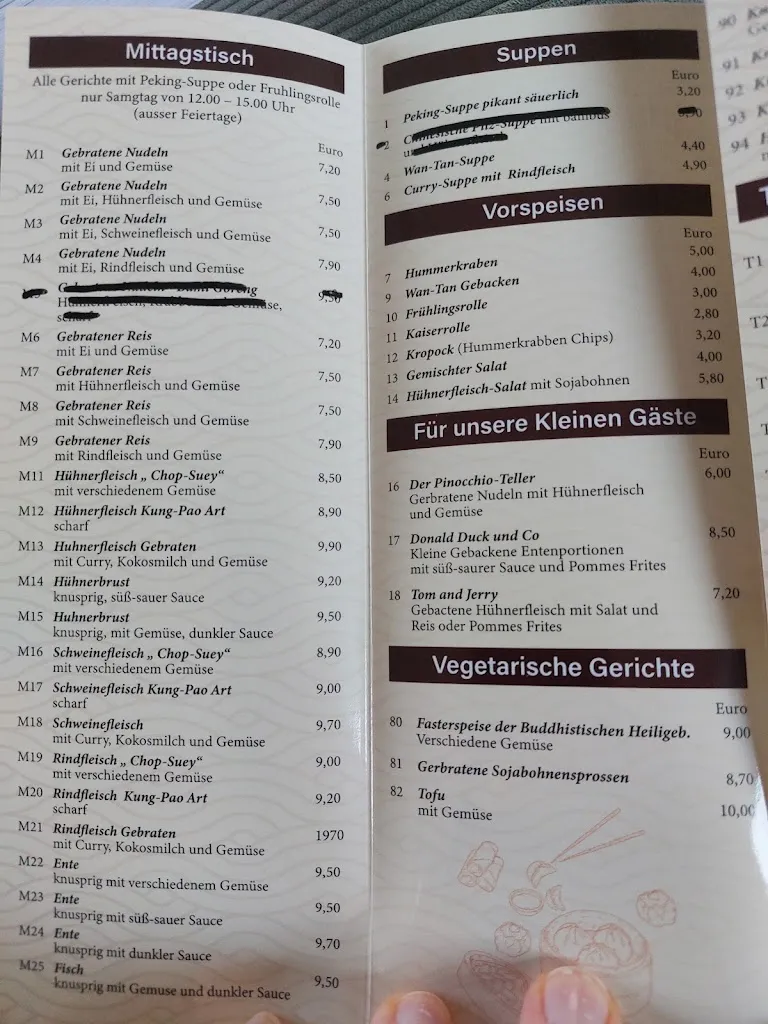 Mittagstisch
Alle Gerichte mit Peking-Suppe oder Fruhlingsrolle
nur Samgtag von 12.00 – 15.00 Uhr
(ausser Feiertage)
Euro
M1 Gebratene Nudeln
mit Ei und Gemüse 7,20
M2 Gebratene Nudeln
mit Ei, Hühnerfleisch und Gemüse 7,50
M3 Gebratene Nudeln
mit Ei, Schweinefleisch und Gemüse 7,50
M4 Gebratene Nudeln
mit Ei, Rindfleisch und Gemüse 7,90
Goreng
Gemüse, 9,50
M6 Gebratener Reis
mit Ei und Gemüse 7,20
M7 Gebratener Reis
mit Hühnerfleisch und Gemüse 7,50
M8 Gebratener Reis
mit Schweinefleisch und Gemüse 7,50
M9 Gebratener Reis
mit Rindfleisch und Gemüse 7,90
M11 Hühnerfleisch „ Chop-Suey“ 8,50
mit verschiedenem Gemüse
M12 Hühnerfleisch Kung-Pao Art 8,90
scharf
M13 Huhnerfleisch Gebraten 9,90
mit Curry, Kokosmilch und Gemüse
M14 Hühnerbrust 9,20
knusprig, süß-sauer Sauce
M15 Huhnerbrust 9,50
knusprig, mit Gemüse, dunkler Sauce
M16 Schweinefleisch „ Chop-Suey“ 8,90
mit verschiedenem Gemüse
M17 Schweinefleisch Kung-Pao Art 9,00
scharf
M18 Schweinefleisch 9,70
mit Curry, Kokosmilch und Gemüse
M19 Rindfleisch „ Chop-Suey“ 9,00
mit verschiedenem Gemüse
M20 Rindfleisch Kung-Pao Art 9,20
scharf
M21 Rindfleisch Gebraten 1970
mit Curry, Kokosmilch und Gemüse
M22 Ente 9,50
knusprig mit verschiedenem Gemüse
M23 Ente 9,50
knusprig mit süß-sauer Sauce
M24 Ente 9,70
knusprig mit dunkler Sauce
M25 Fisch 9,50
knusprig mit Gemuse und dunkler Sauce
Suppen
Euro
1 Peking-Suppe pikant säuerlich 3,20
2 Chinesische Pilz-Suppe mit bambus
4 Wan-Tan-Suppe 4,40
6 Curry-Suppe mit Rindfleisch 4,90
Vorspeisen
Euro
7 Hummerkraben 5,00
9 Wan-Tan Gebacken 4,00
10 Frühlingsrolle 3,00
11 Kaiserrolle 2,80
12 Kropock (Hummerkrabben Chips) 3,20
13 Gemischter Salat 4,00
14 Hühnerfleisch-Salat mit Sojabohnen 5,80
Für unsere Kleinen Gäste
Euro
16 Der Pinocchio-Teller 6,00
Gerbratene Nudeln mit Hühnerfleisch
und Gemüse
17 Donald Duck und Co 8,50
Kleine Gebackene Entenportionen
mit süß-saurer Sauce und Pommes Frites
18 Tom and Jerry 7,20
Gebactene Hühnerfleisch mit Salat und
Reis oder Pommes Frites
Vegetarische Gerichte
Euro
80 Fasterspeise der Buddhistischen Heiligeb. 9,00
Verschiedene Gemüse
81 Gerbratene Sojabohnensprossen 8,70
82 Tofu 10,00
mit Gemüse
90
91
92
93
94
T1
T2